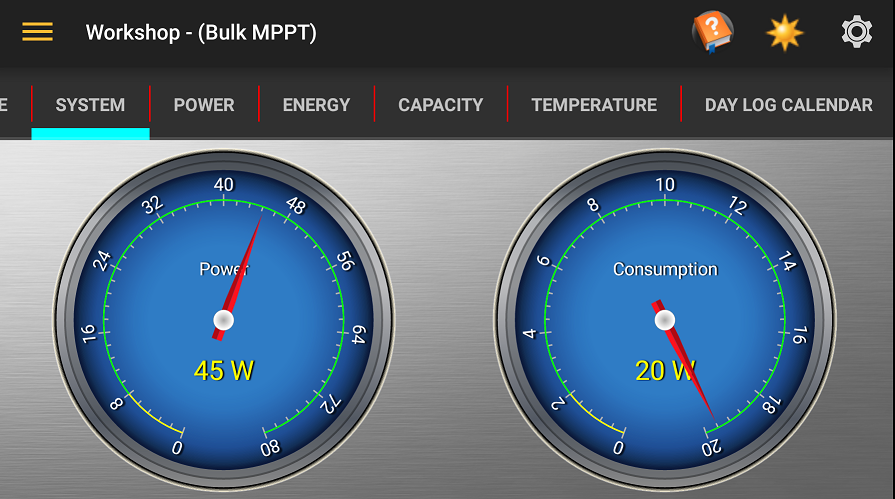 Workshop - (Bulk MPPT)
E SYSTEM POWER ENERGY CAPACITY TEMPERATURE DAY LOG CALENDAR
0 8 16 24 32 40 48 56 64 72 80
Power
45 W
0 2 4 6 8 10 12 14 16 18 20
Consumption
20 W